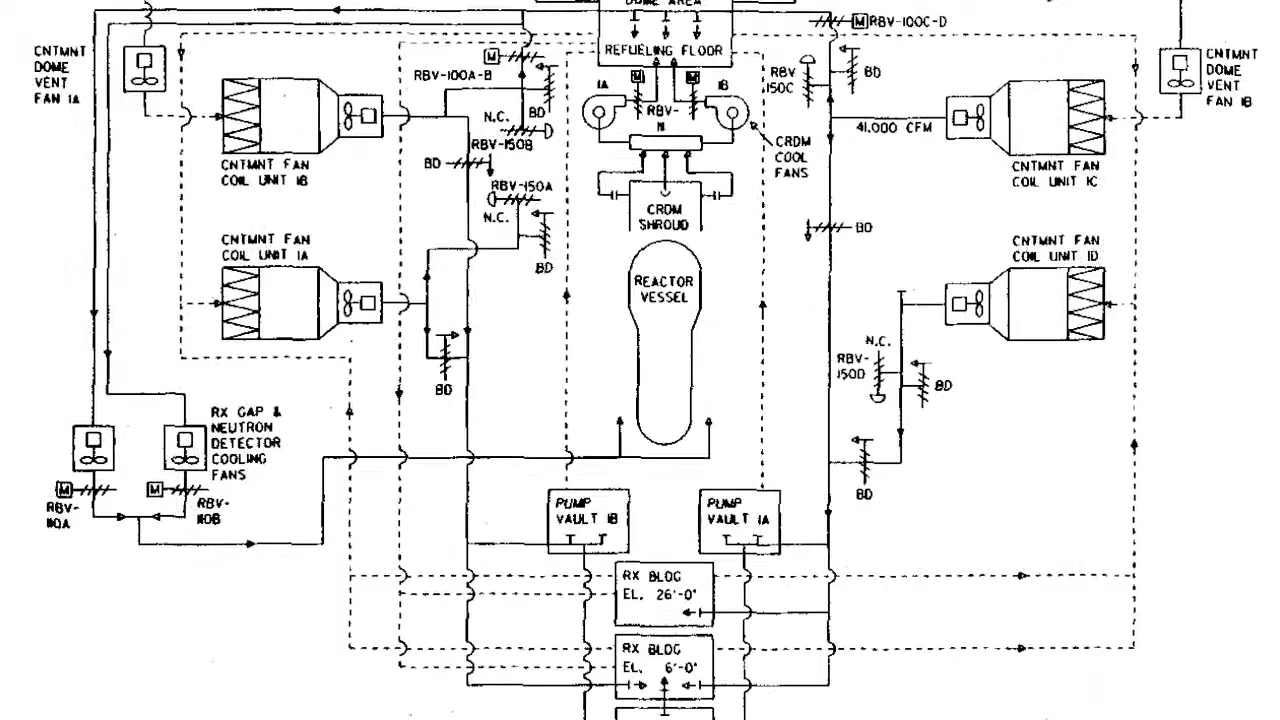 DOME AREA
REFUELING FLOOR
M RBV-100C-D
CNTMNT
DOME
VENT
FAN 1A
CNTMNT
DOME
VENT
FAN 1B
M
RBV-100A-B
BD
N.C.
RBV-150B
RBV
150C
BD
M
M
1A
1B
RBV-
CRDM
COOL
FANS
41,000 CFM
CNTMNT FAN
COIL UNIT 1B
CNTMNT FAN
COIL UNIT 1C
BD
RBV-150A
N.C.
BD
CRDM
SHROUD
BD
CNTMNT FAN
COIL UNIT 1A
CNTMNT FAN
COIL UNIT 1D
REACTOR
VESSEL
BD
N.C.
RBV-
150D
BD
BD
RX GAP &
NEUTRON
DETECTOR
COOLING
FANS
M
RBV-
110A
M
RBV-
110B
PUMP
VAULT 1B
PUMP
VAULT 1A
RX BLDG
EL. 26'-0"
RX BLDG
EL. 6'-0"